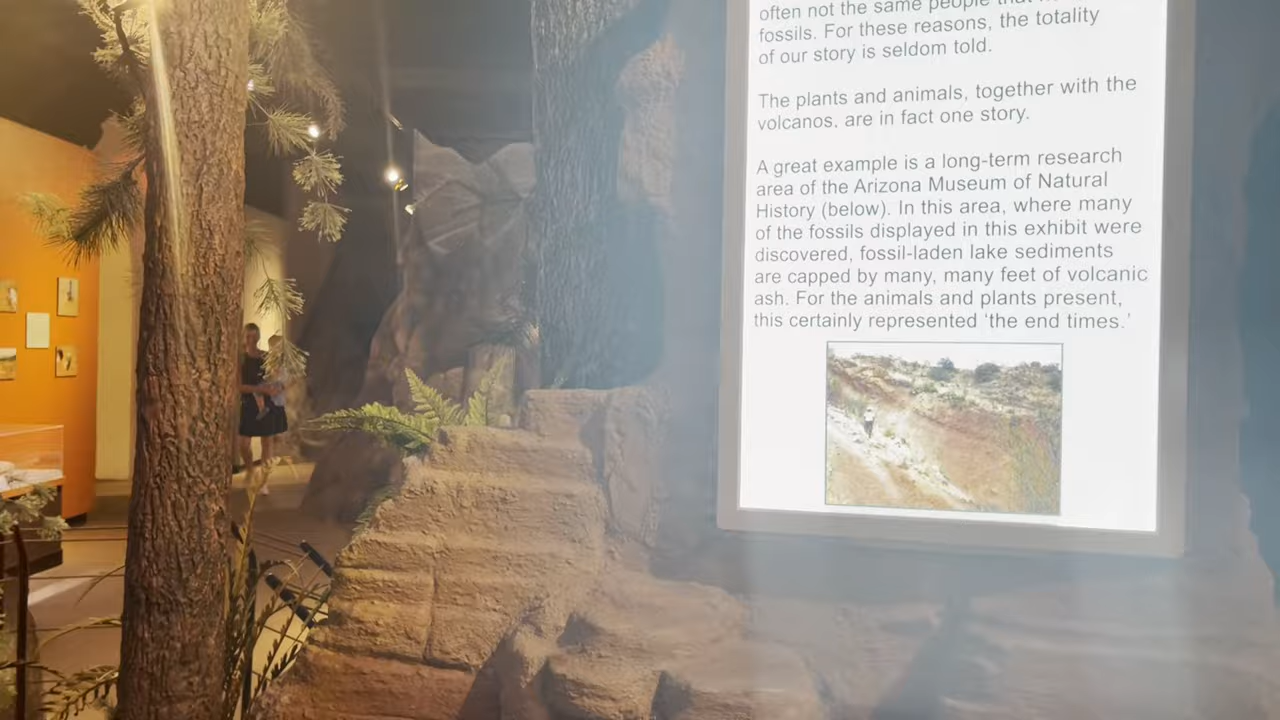 often not the same people that
fossils. For these reasons, the totality
of our story is seldom told.
The plants and animals, together with the
volcanos, are in fact one story.
A great example is a long-term research
area of the Arizona Museum of Natural
History (below). In this area, where many
of the fossils displayed in this exhibit were
discovered, fossil-laden lake sediments
are capped by many, many feet of volcanic
ash. For the animals and plants present,
this certainly represented ‘the end times.’